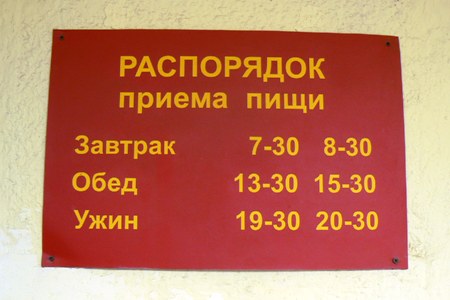 РАСПОРЯДОК
приема пищи
Завтрак 7-30 8-30
Обед 13-30 15-30
Ужин 19-30 20-30